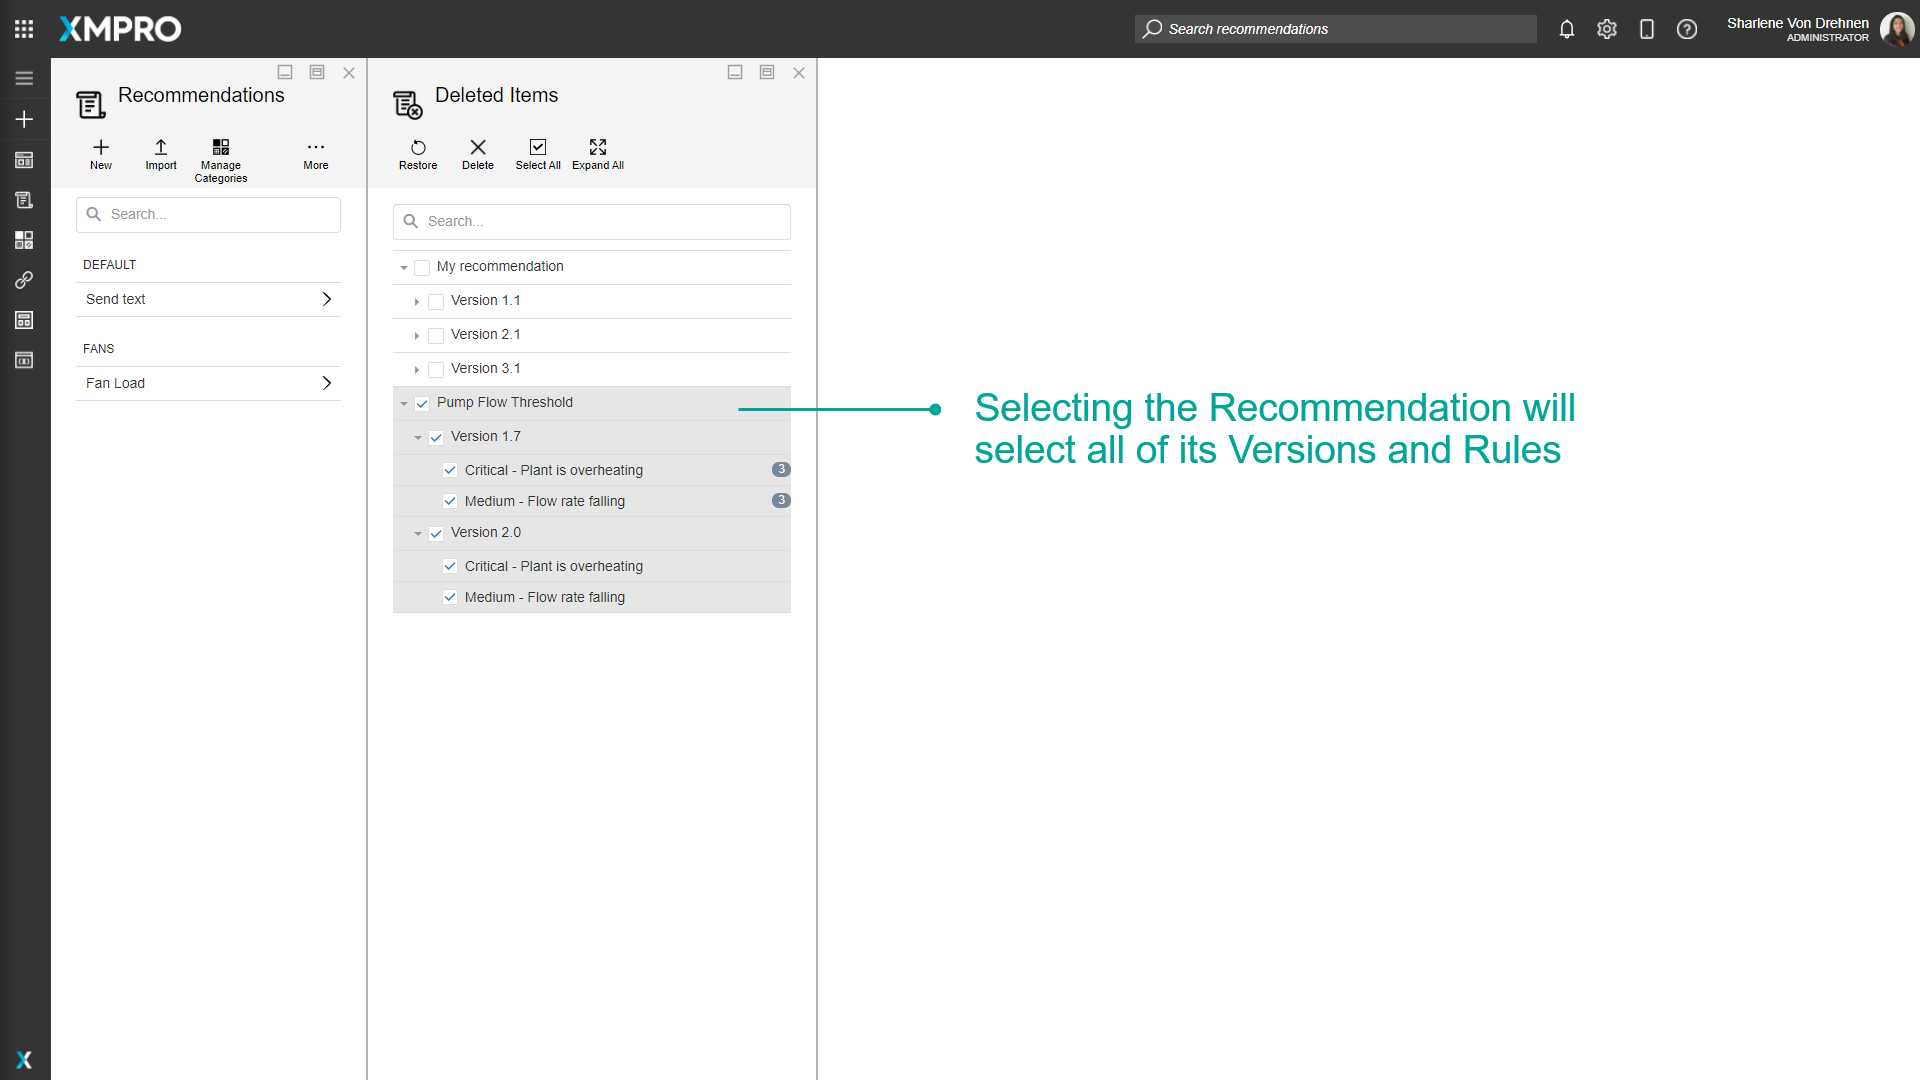 XMPRO
Search recommendations
Sharlene Von Drehnen
ADMINISTRATOR
Recommendations
New
Import
Manage
Categories
More
Search...
DEFAULT
Send text
FANS
Fan Load
Deleted Items
Restore
Delete
Select All
Expand All
Search...
My recommendation
Version 1.1
Version 2.1
Version 3.1
Pump Flow Threshold
Version 1.7
Critical - Plant is overheating 3
Medium - Flow rate falling 3
Version 2.0
Critical - Plant is overheating
Medium - Flow rate falling
Selecting the Recommendation will
select all of its Versions and Rules